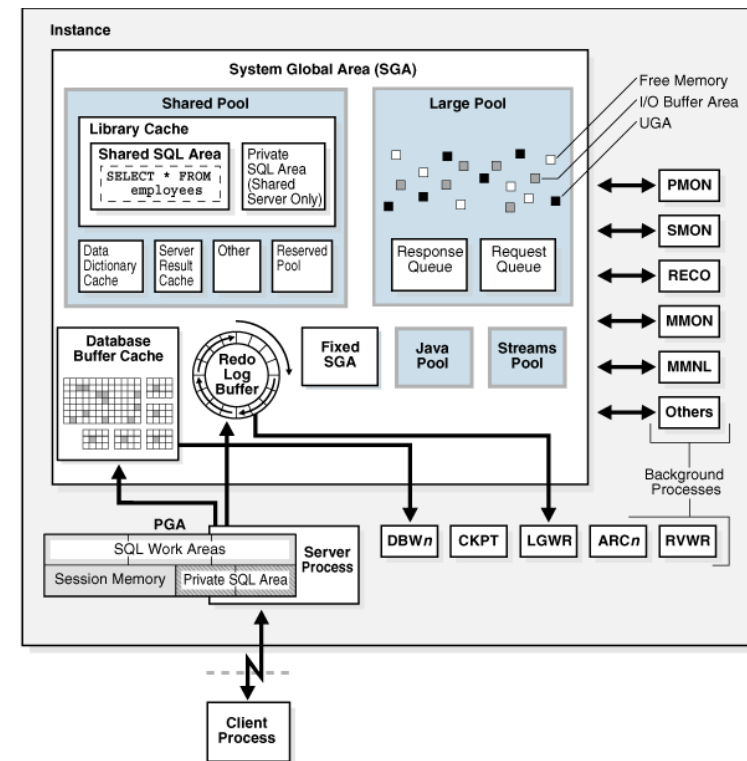 Instance
System Global Area (SGA)
Shared Pool
Library Cache
Shared SQL Area
SELECT * FROM
employees
Private
SQL Area
(Shared
Server Only)
Data
Dictionary
Cache
Server
Result
Cache
Other
Reserved
Pool
Large Pool
Response
Queue
Request
Queue
Free Memory
I/O Buffer Area
UGA
Database
Buffer Cache
Redo
Log
Buffer
Fixed
SGA
Java
Pool
Streams
Pool
PMON
SMON
RECO
MMON
MMNL
Others
Background
Processes
PGA
SQL Work Areas
Session Memory
Private SQL Area
Server
Process
DBWn
CKPT
LGWR
ARCn
RVWR
Client
Process